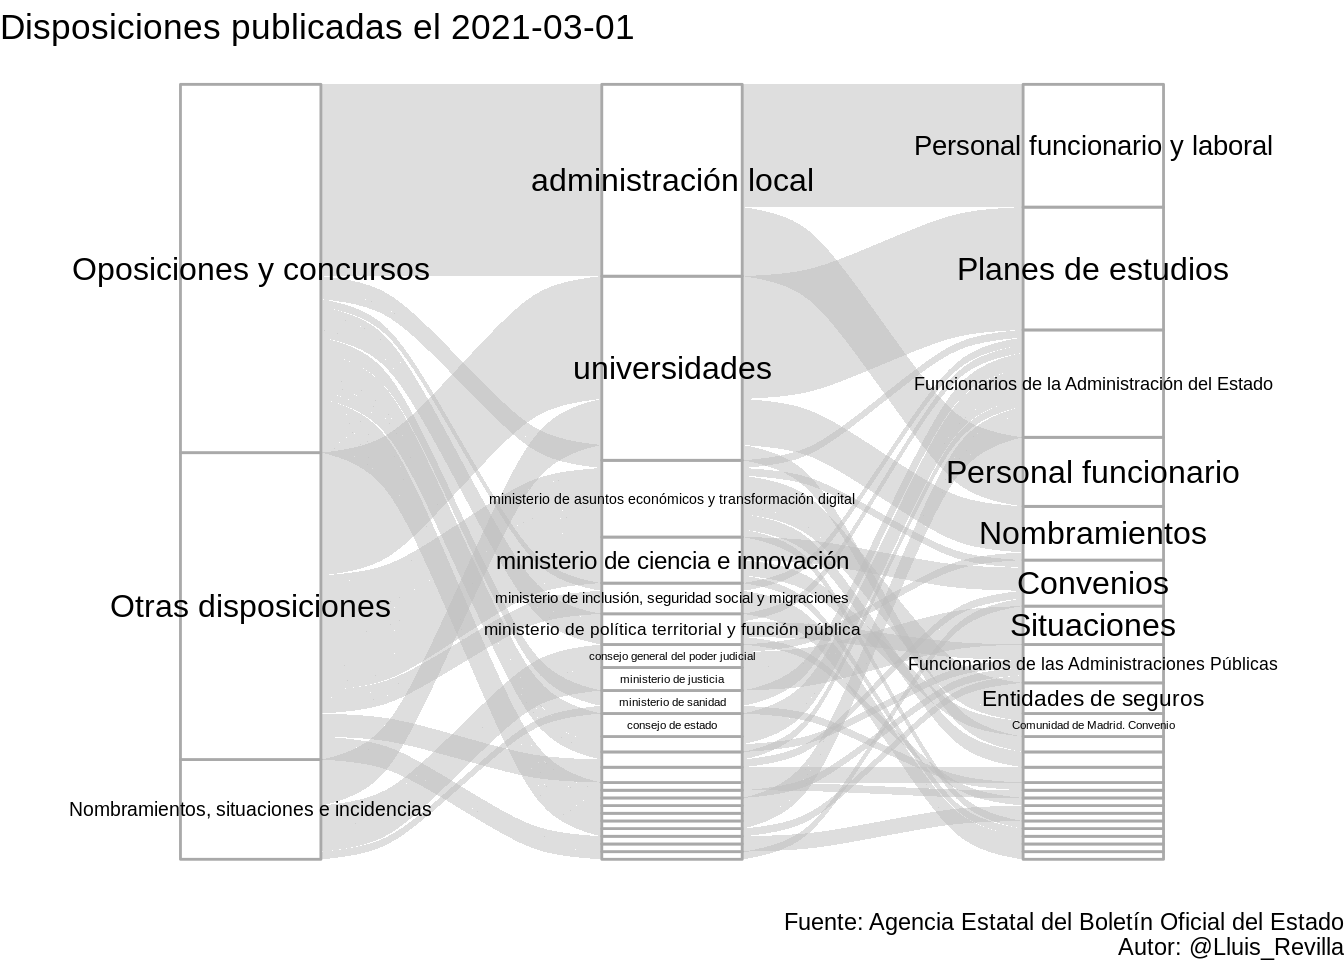 Disposiciones publicadas el 2021-03-01
Oposiciones y concursos
Otras disposiciones
Nombramientos, situaciones e incidencias
administración local
universidades
ministerio de asuntos económicos y transformación digital
ministerio de ciencia e innovación
ministerio de inclusión, seguridad social y migraciones
ministerio de política territorial y función pública
consejo general del poder judicial
ministerio de justicia
ministerio de sanidad
consejo de estado
Personal funcionario y laboral
Planes de estudios
Funcionarios de la Administración del Estado
Personal funcionario
Nombramientos
Convenios
Situaciones
Funcionarios de las Administraciones Públicas
Entidades de seguros
Comunidad de Madrid. Convenio
Fuente: Agencia Estatal del Boletín Oficial del Estado
Autor: @Lluis_Revilla